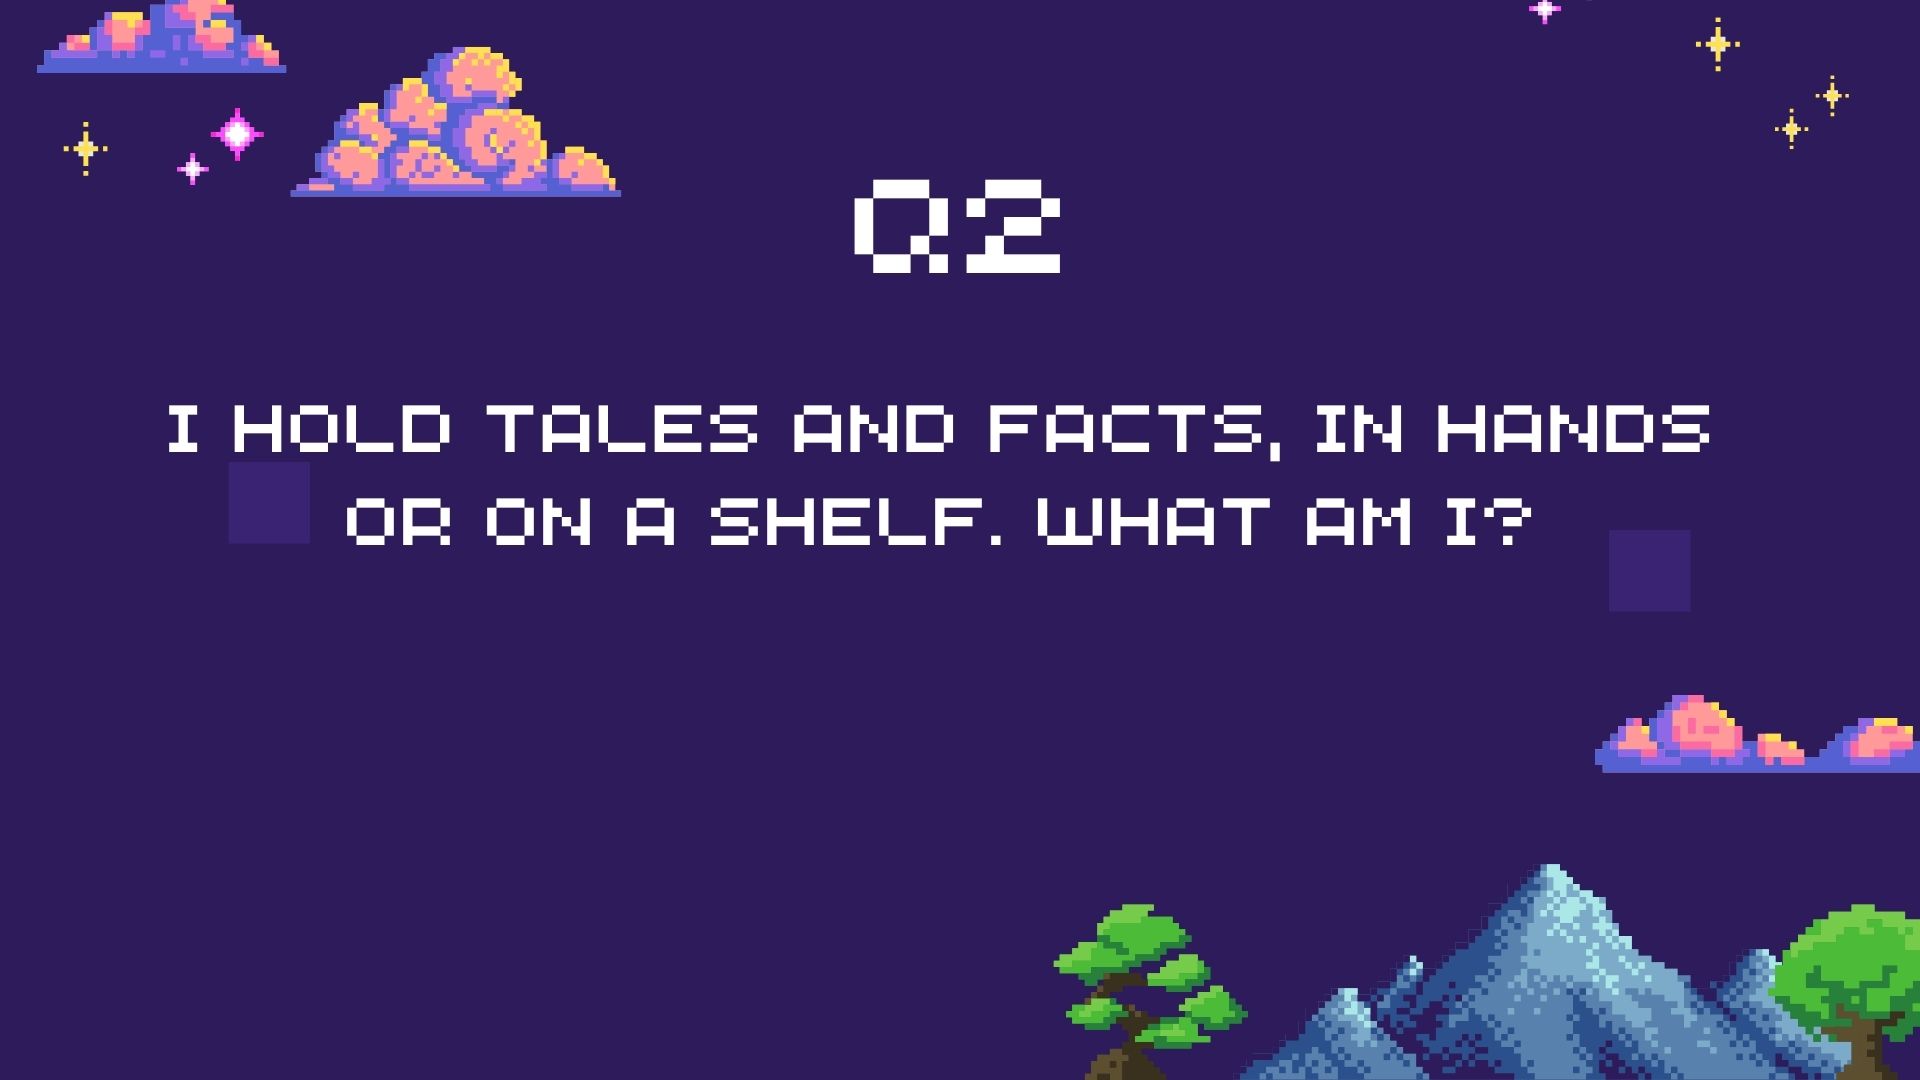 Q2
I HOLD TALES AND FACTS, IN HANDS
OR ON A SHELF. WHAT AM I?